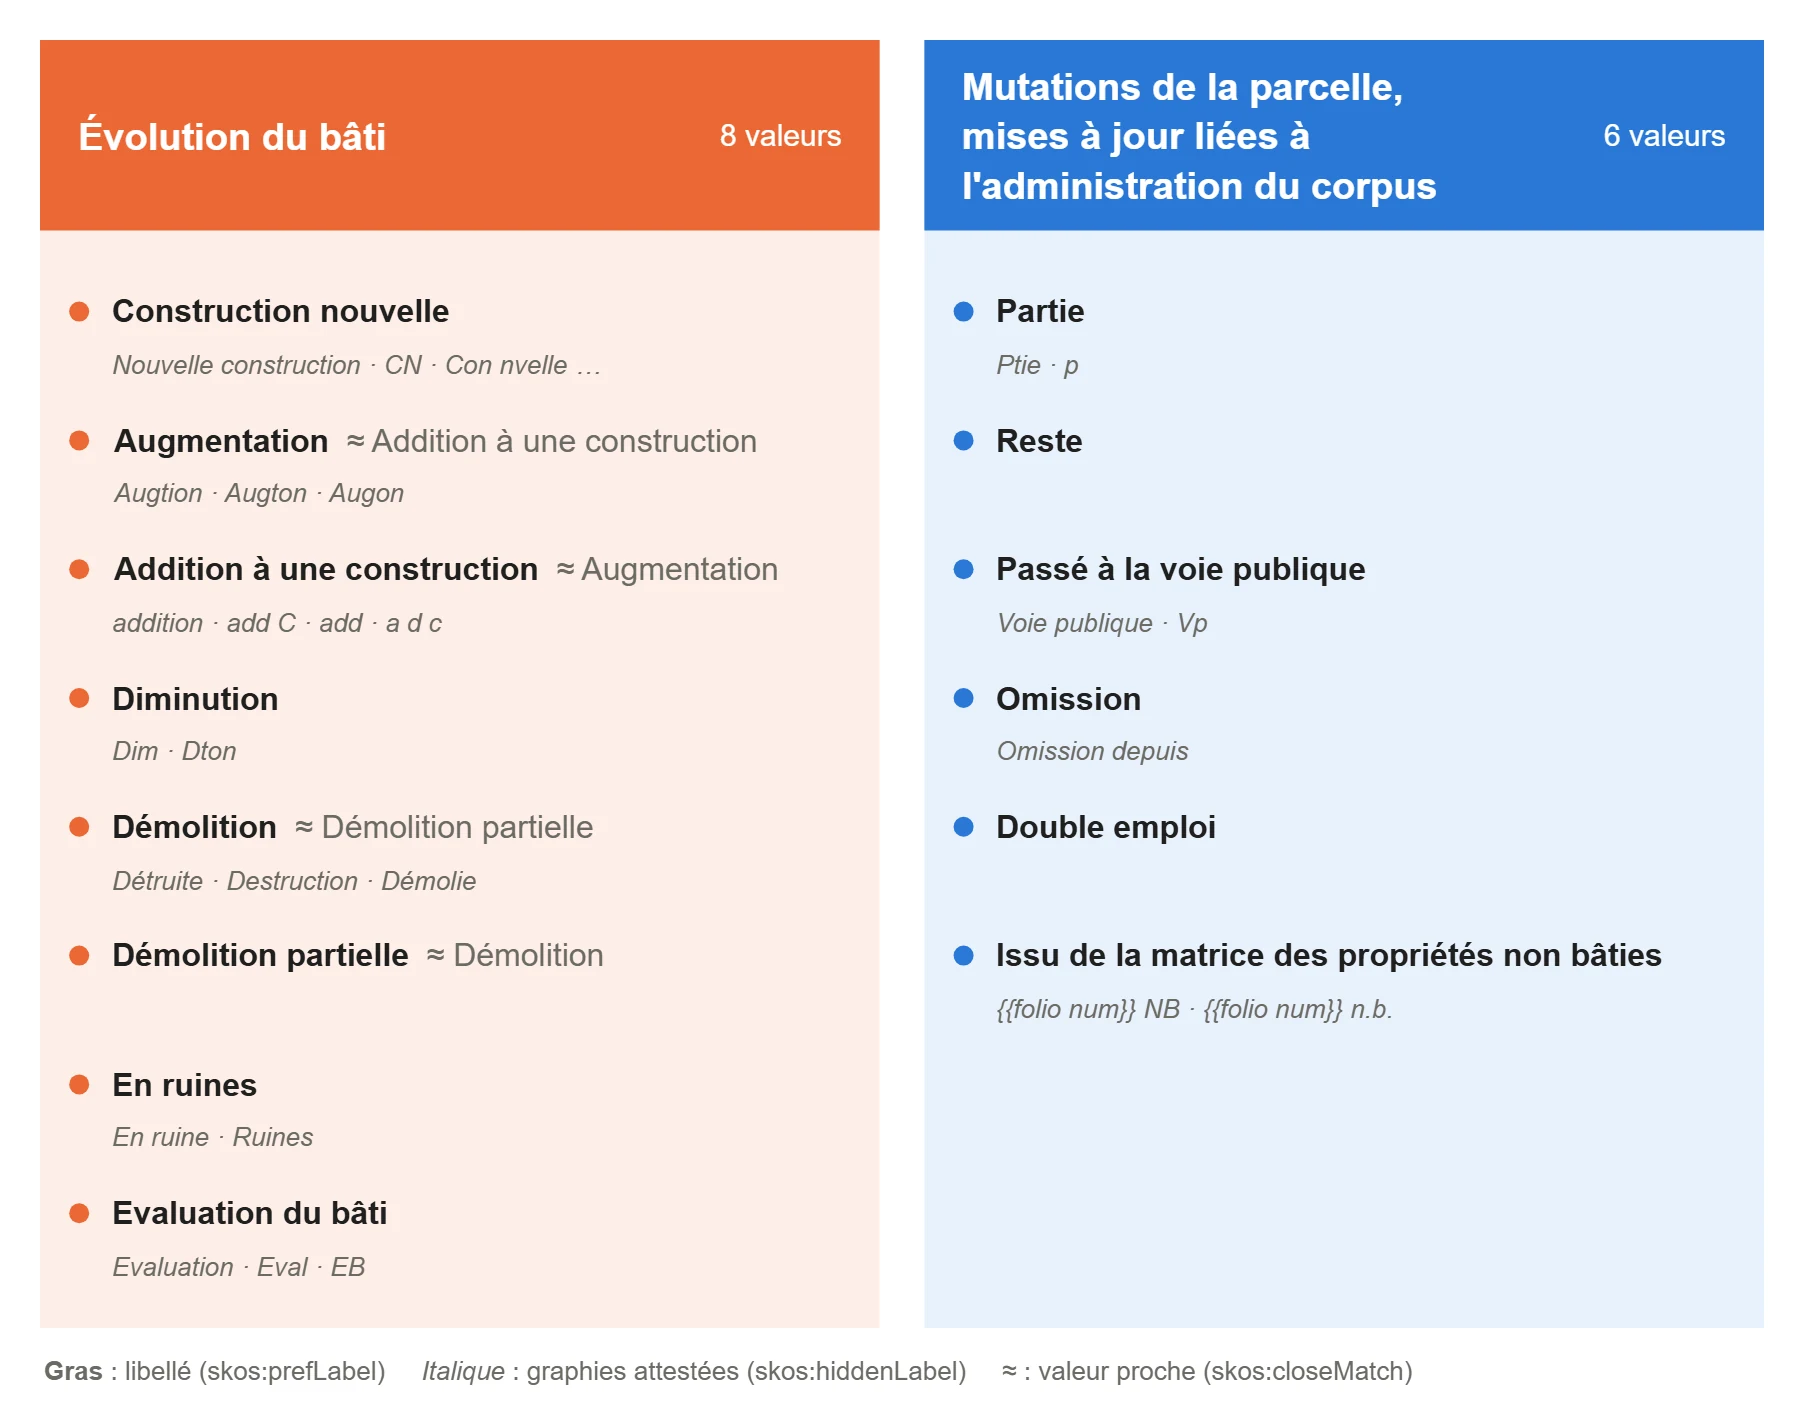 Évolution du bâti
8 valeurs
Construction nouvelle
Nouvelle construction · CN · Con nvelle …
Augmentation ≈ Addition à une construction
Augtion · Augton · Augon
Addition à une construction ≈ Augmentation
addition · add C · add · a d c
Diminution
Dim · Dton
Démolition ≈ Démolition partielle
Détruite · Destruction · Démolie
Démolition partielle ≈ Démolition
En ruines
En ruine · Ruines
Evaluation du bâti
Evaluation · Eval · EB
Mutations de la parcelle,
mises à jour liées à
l'administration du corpus
6 valeurs
Partie
Ptie · p
Reste
Passé à la voie publique
Voie publique · Vp
Omission
Omission depuis
Double emploi
Issu de la matrice des propriétés non bâties
{{folio num}} NB · {{folio num}} n.b.
Gras : libellé (skos:prefLabel) Italique : graphies attestées (skos:hiddenLabel) ≈ : valeur proche (skos:closeMatch)